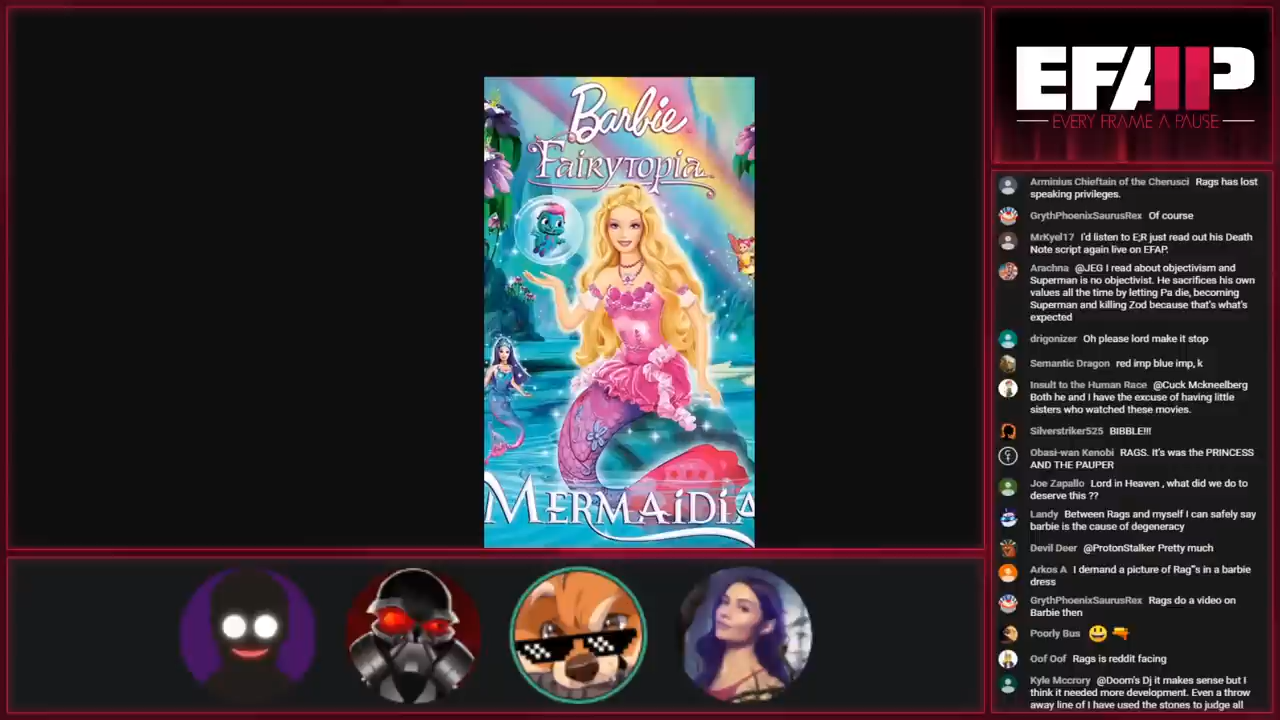 Barbie
Fairytopia
MERMAiDiA
EFAP
EVERY FRAME A PAUSE
Arminius Chieftain of the Cherusci Rags has lost
speaking privileges.
GrythPhoenixSaurusRex Of course
MrKyel17 I'd listen to E;R just read out his Death
Note script again live on EFAP.
Arachna @JEG I read about objectivism and
Superman is no objectivist. He sacrifices his own
values all the time by letting Pa die, becoming
Superman and killing Zod because that's what's
expected
drigonizer Oh please lord make it stop
Semantic Dragon red imp blue imp, k
Insult to the Human Race @Cuck Mckneelberg
Both he and I have the excuse of having little
sisters who watched these movies.
Silverstriker525 BIBBLE!!!
Obasi-wan Kenobi RAGS. It's was the PRINCESS
AND THE PAUPER
Joe Zapallo Lord in Heaven , what did we do to
deserve this ??
Landy Between Rags and myself I can safely say
barbie is the cause of degeneracy
Devil Deer @ProtonStalker Pretty much
Arkos A I demand a picture of Rag"s in a barbie
dress
GrythPhoenixSaurusRex Rags do a video on
Barbie then
Poorly Bus 😃 🔫
Oof Oof Rags is reddit facing
Kyle Mccrory @Doom's Dj it makes sense but I
think it needed more development. Even a throw
away line of I have used the stones to judge all